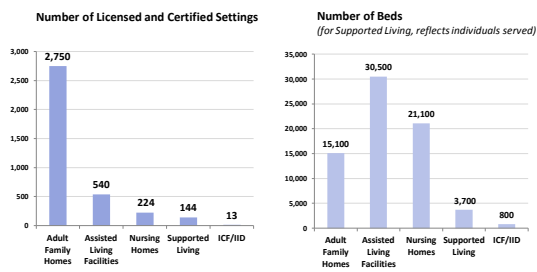 Number of Licensed and Certified Settings
3,000
2,500
2,000
1,500
1,000
500
0
2,750
540
224
144
13
Adult
Family
Homes
Assisted
Living
Facilities
Nursing
Homes
Supported
Living
ICF/IID
Number of Beds
(for Supported Living, reflects individuals served)
35,000
30,000
25,000
20,000
15,000
10,000
5,000
0
15,100
30,500
21,100
3,700
800
Adult
Family
Homes
Assisted
Living
Facilities
Nursing
Homes
Supported
Living
ICF/IID